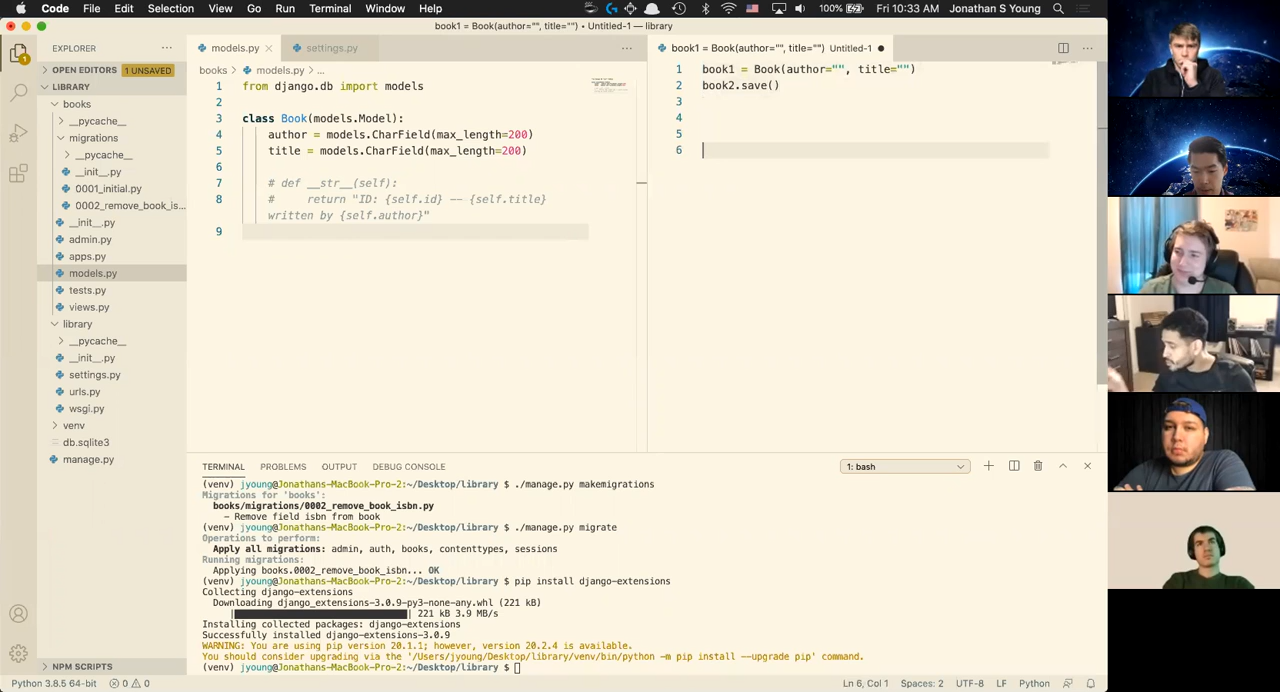 Code File Edit Selection View Go Run Terminal Window Help 100% Fri 10:33 AM Jonathan S Young
book1 = Book(author="", title="") • Untitled-1 — library
EXPLORER
OPEN EDITORS 1 UNSAVED
LIBRARY
books
__pycache__
migrations
__pycache__
__init__.py
0001_initial.py
0002_remove_book_is...
__init__.py
admin.py
apps.py
models.py
tests.py
views.py
library
__pycache__
__init__.py
settings.py
urls.py
wsgi.py
venv
db.sqlite3
manage.py
NPM SCRIPTS
models.py settings.py
books > models.py > ...
1 from django.db import models
2
3 class Book(models.Model):
4 author = models.CharField(max_length=200)
5 title = models.CharField(max_length=200)
6
7 # def __str__(self):
8 # return "ID: {self.id} -- {self.title}
written by {self.author}"
9
book1 = Book(author="", title="") Untitled-1
1 book1 = Book(author="", title="")
2 book2.save()
3
4
5
6
TERMINAL PROBLEMS OUTPUT DEBUG CONSOLE 1: bash
(venv) jyoung@Jonathans-MacBook-Pro-2:~/Desktop/library $ ./manage.py makemigrations
Migrations for 'books':
books/migrations/0002_remove_book_isbn.py
- Remove field isbn from book
(venv) jyoung@Jonathans-MacBook-Pro-2:~/Desktop/library $ ./manage.py migrate
Operations to perform:
Apply all migrations: admin, auth, books, contenttypes, sessions
Running migrations:
Applying books.0002_remove_book_isbn... OK
(venv) jyoung@Jonathans-MacBook-Pro-2:~/Desktop/library $ pip install django-extensions
Collecting django-extensions
Downloading django_extensions-3.0.9-py3-none-any.whl (221 kB)
221 kB 3.9 MB/s
Installing collected packages: django-extensions
Successfully installed django-extensions-3.0.9
WARNING: You are using pip version 20.1.1; however, version 20.2.4 is available.
You should consider upgrading via the '/Users/jyoung/Desktop/library/venv/bin/python -m pip install --upgrade pip' command.
(venv) jyoung@Jonathans-MacBook-Pro-2:~/Desktop/library $
Python 3.8.5 64-bit 0 0 Ln 6, Col 1 Spaces: 2 UTF-8 LF Python